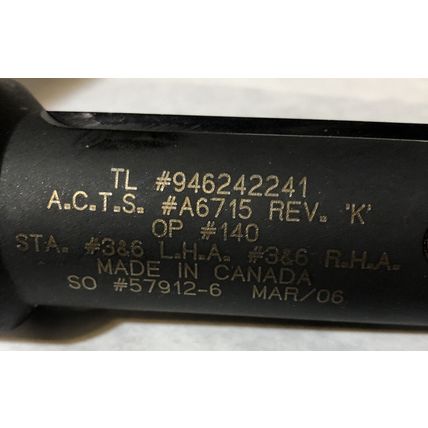 TL #946242241
A.C.T.S. #A6715 REV. 'K'
OP #140
STA. #3&6 L.H.A. #3&6 R.H.A.
MADE IN CANADA
SO #57912-6 MAR/06